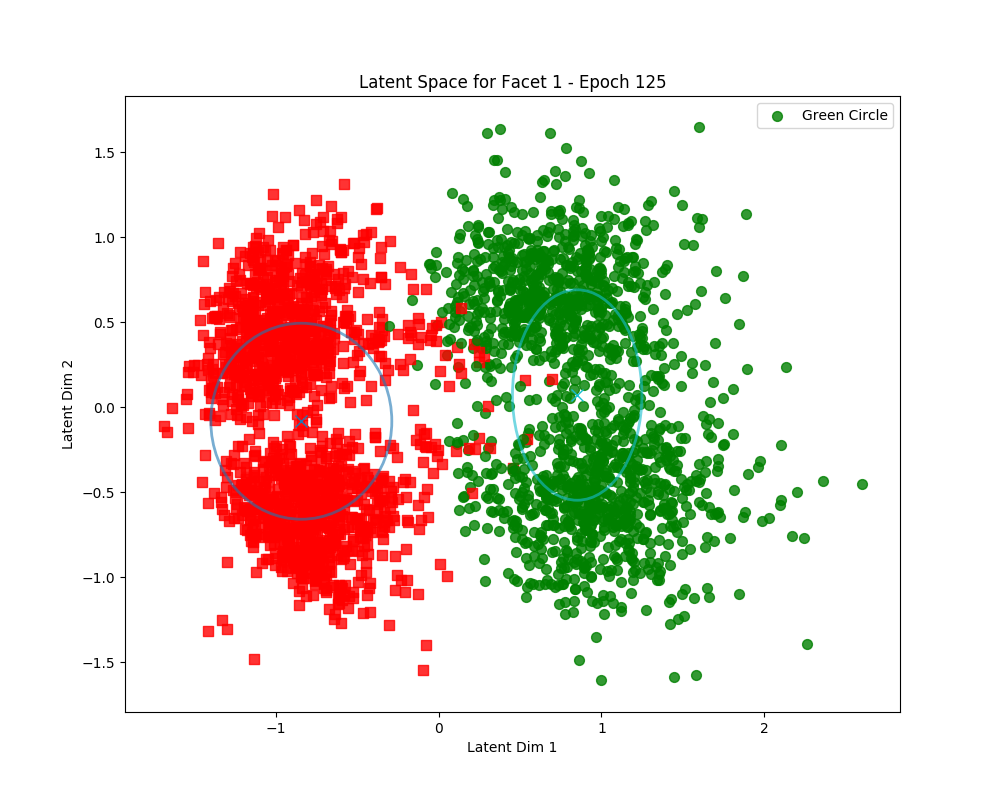 Latent Space for Facet 1 - Epoch 125
Green Circle
1.5
1.0
0.5
0.0
−0.5
−1.0
−1.5
Latent Dim 2
−1
0
1
2
Latent Dim 1